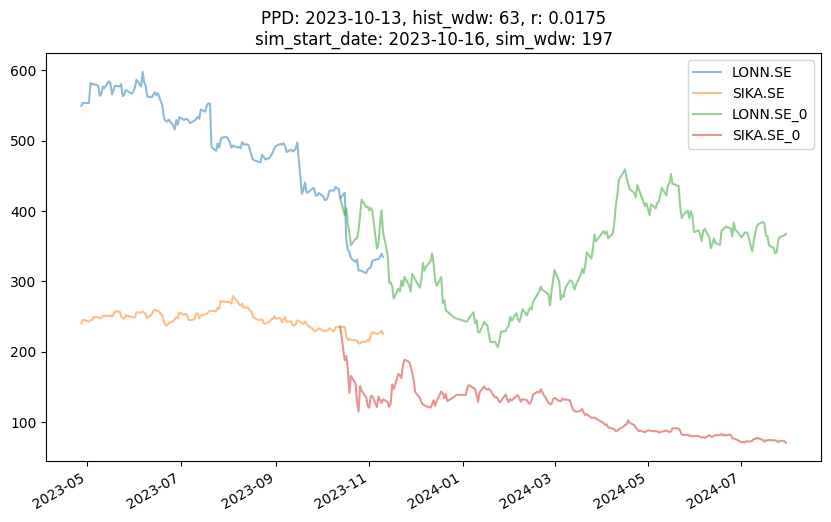 PPD: 2023-10-13, hist_wdw: 63, r: 0.0175
sim_start_date: 2023-10-16, sim_wdw: 197
LONN.SE
SIKA.SE
LONN.SE_0
SIKA.SE_0
600
500
400
300
200
100
2023-05
2023-07
2023-09
2023-11
2024-01
2024-03
2024-05
2024-07